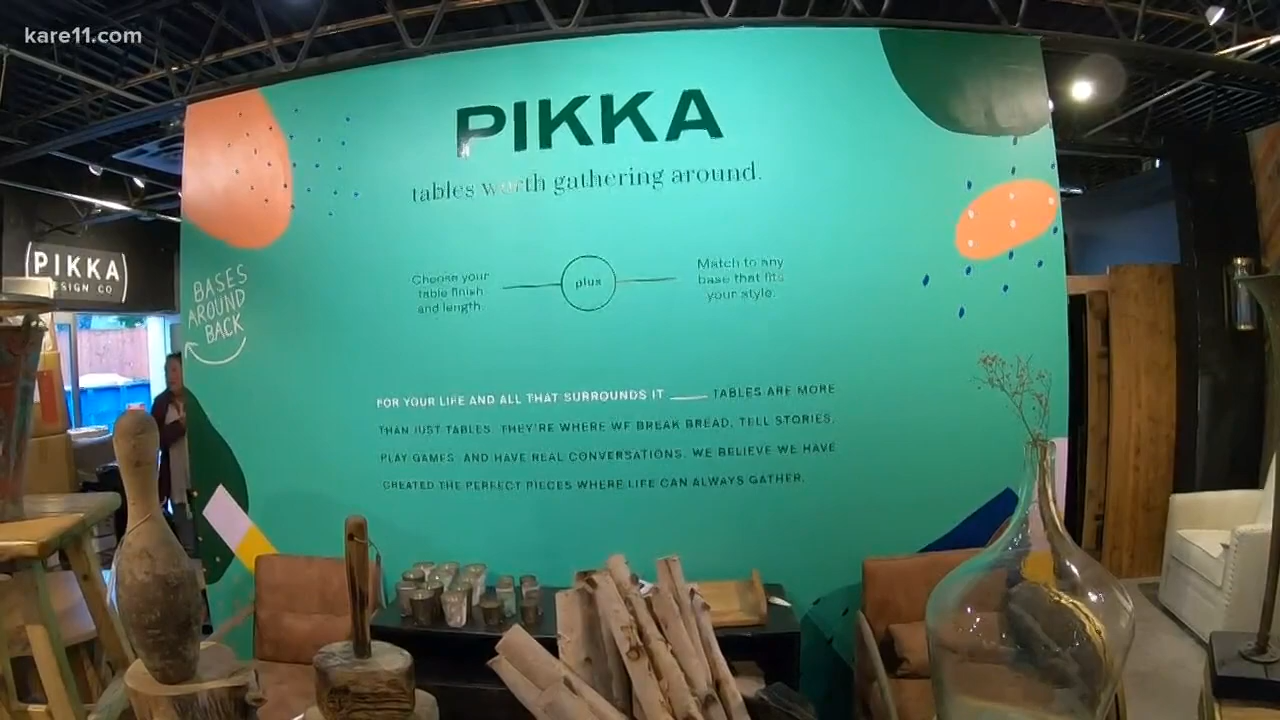 kare11.com
PIKKA
tables worth gathering around.
Choose your
table finish
and length.
plus
Match to any
base that fits
your style.
(PIKKA)
DESIGN CO
BASES
AROUND
BACK
FOR YOUR LIFE AND ALL THAT SURROUNDS IT ____ TABLES ARE MORE
THAN JUST TABLES. THEY'RE WHERE WE BREAK BREAD, TELL STORIES,
PLAY GAMES AND HAVE REAL CONVERSATIONS. WE BELIEVE WE HAVE
CREATED THE PERFECT PIECES WHERE LIFE CAN ALWAYS GATHER.